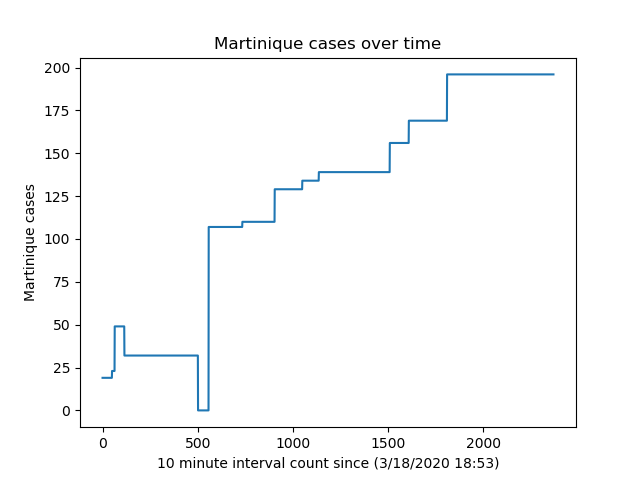 Martinique cases over time
200
175
150
125
100
75
50
25
0
Martinique cases
0 500 1000 1500 2000
10 minute interval count since (3/18/2020 18:53)